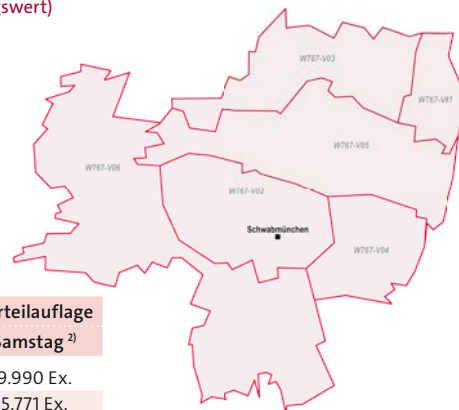 gswert)
W767-V03
W767-V01
W767-V05
W767-V06
W767-V02
Schwabmünchen
W767-V04
rteilauflage
Samstag ²⁾
9.990 Ex.
5.771 Ex.